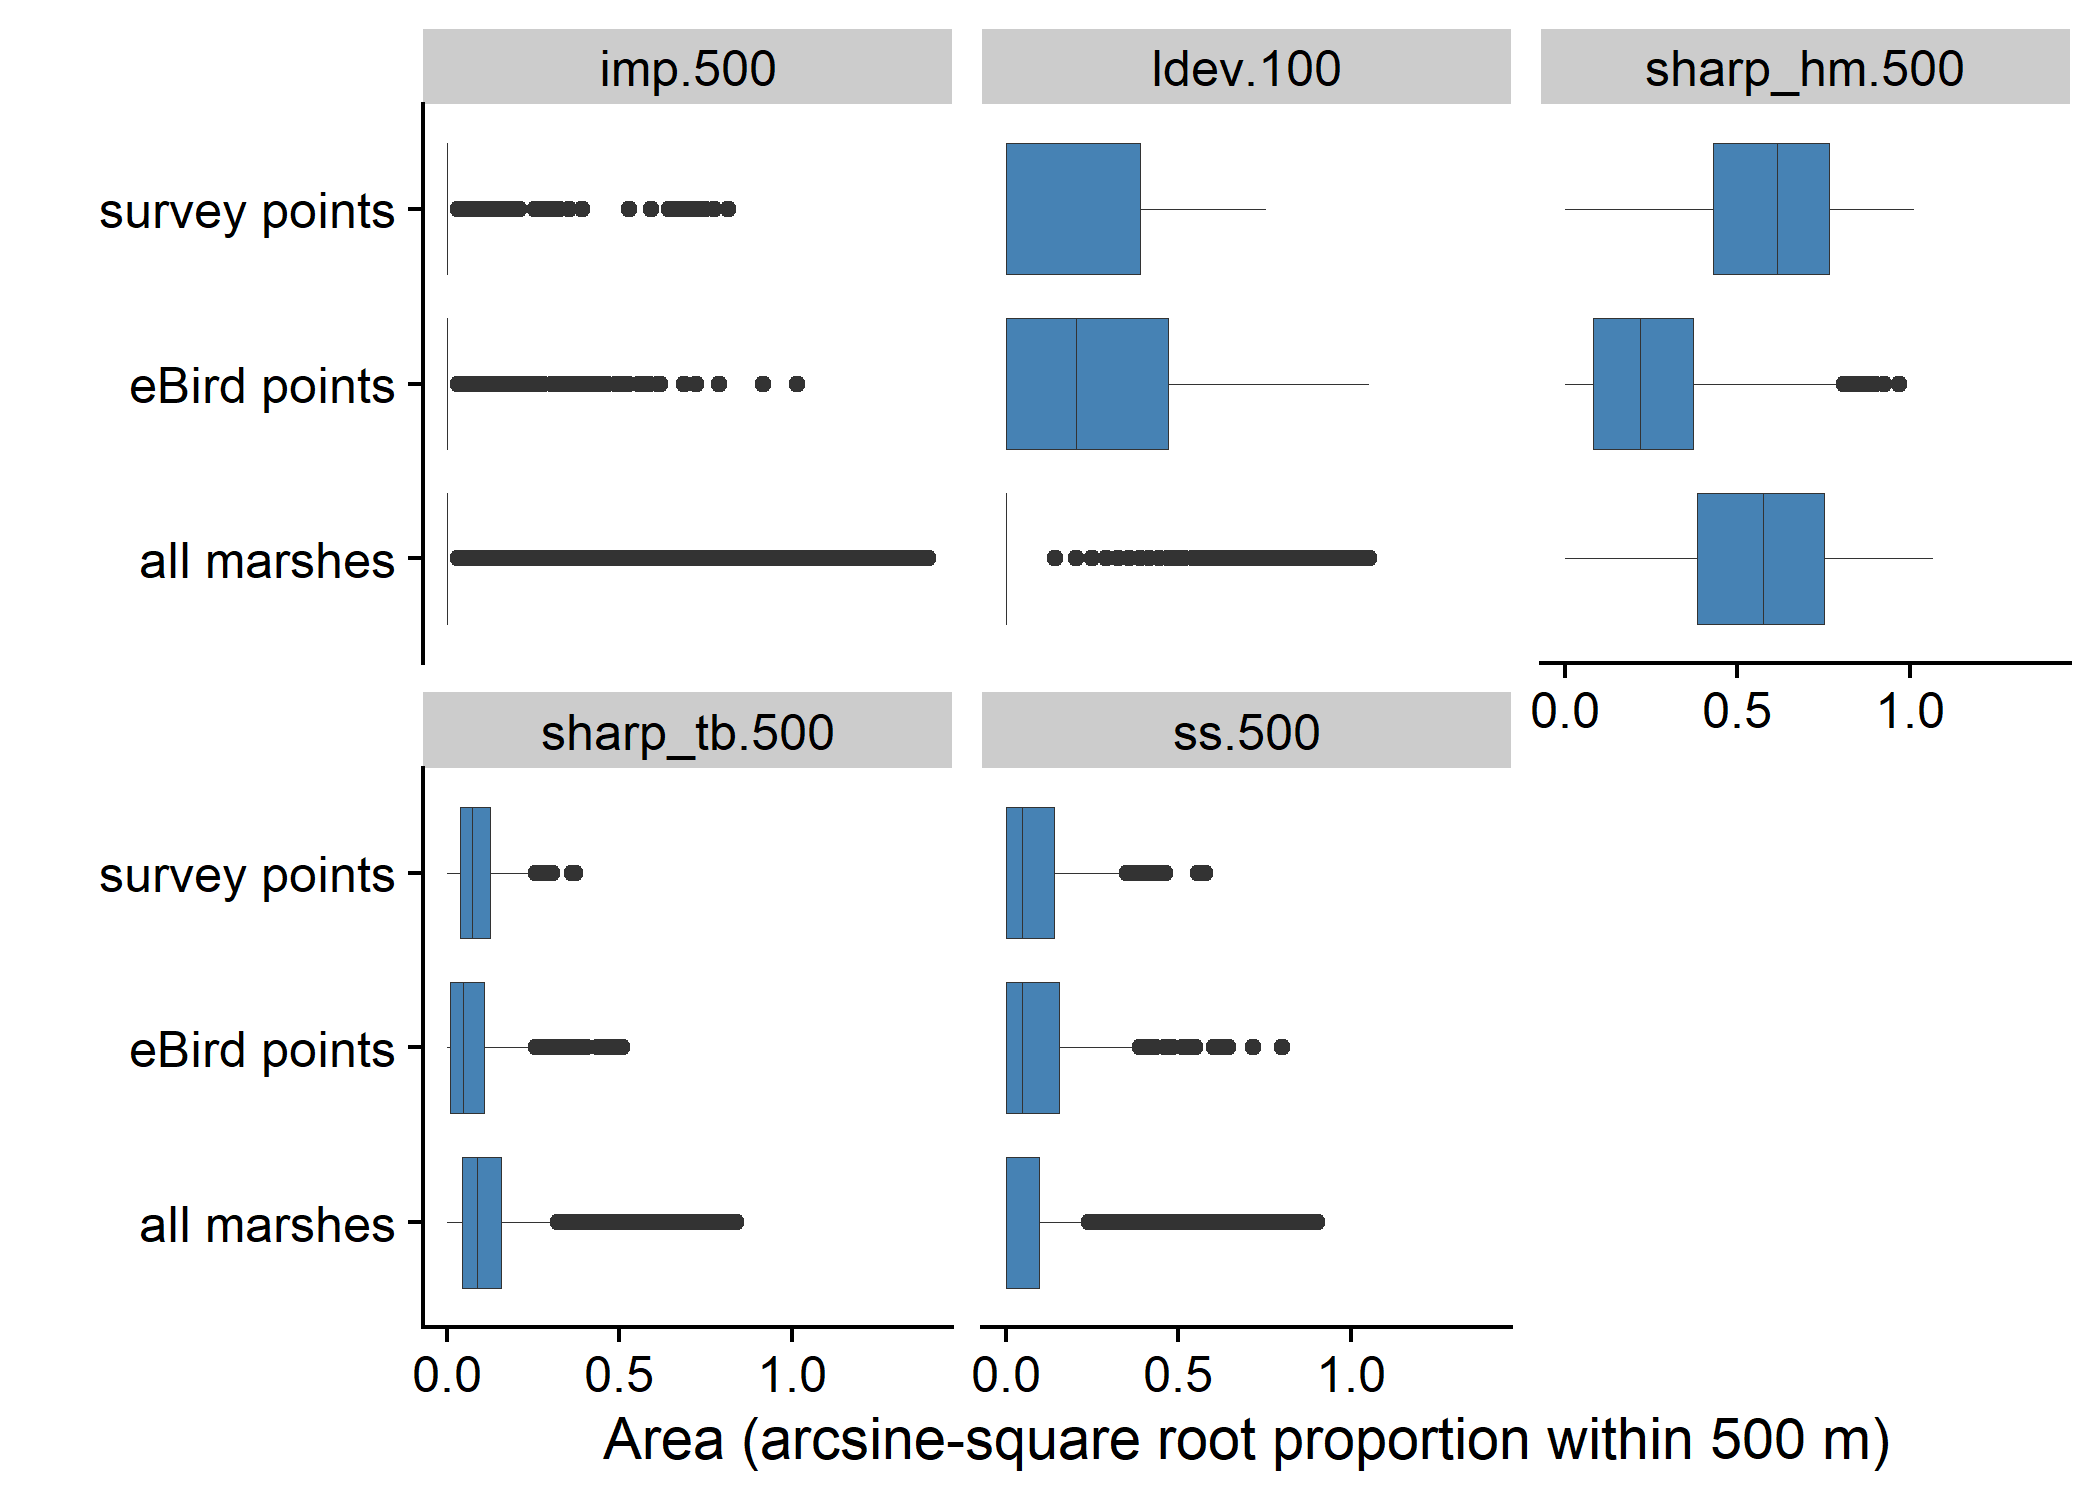 imp.500
ldev.100
sharp_hm.500
survey points
eBird points
all marshes
0.0 0.5 1.0
sharp_tb.500
ss.500
survey points
eBird points
all marshes
0.0 0.5 1.0
0.0 0.5 1.0
Area (arcsine-square root proportion within 500 m)